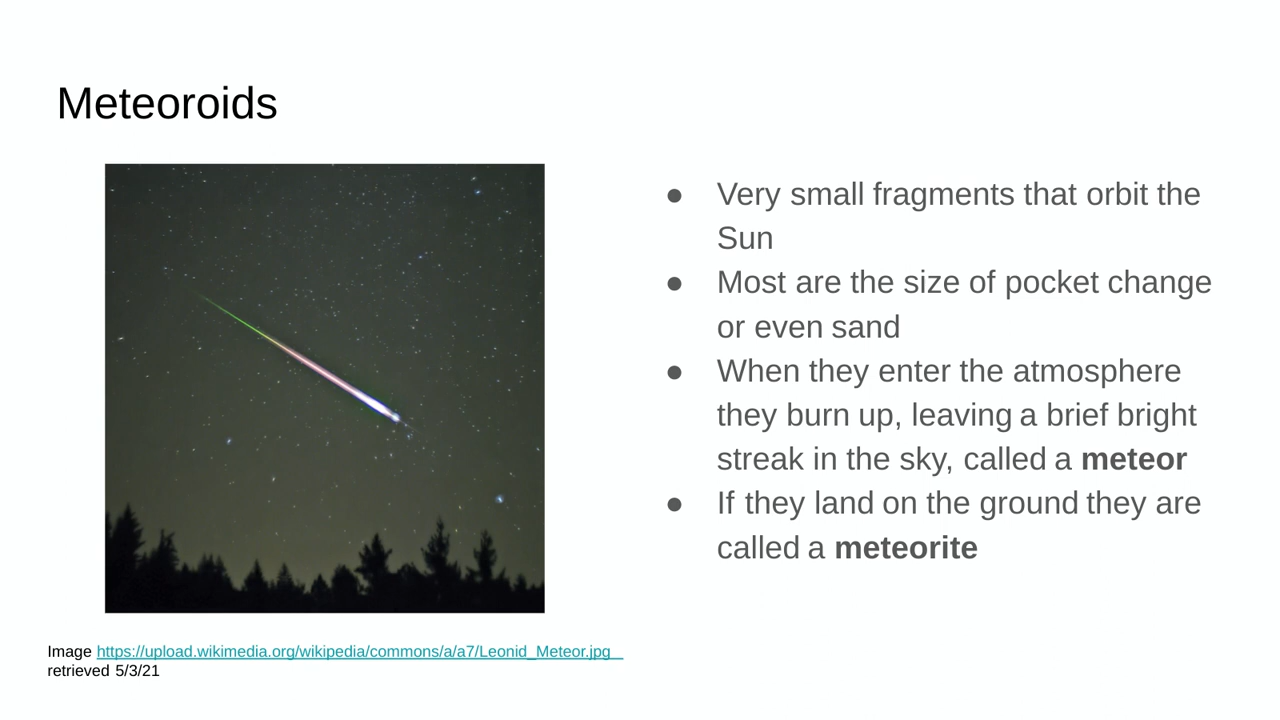 Meteoroids
● Very small fragments that orbit the
Sun
● Most are the size of pocket change
or even sand
● When they enter the atmosphere
they burn up, leaving a brief bright
streak in the sky, called a meteor
● If they land on the ground they are
called a meteorite
Image https://upload.wikimedia.org/wikipedia/commons/a/a7/Leonid_Meteor.jpg
retrieved 5/3/21